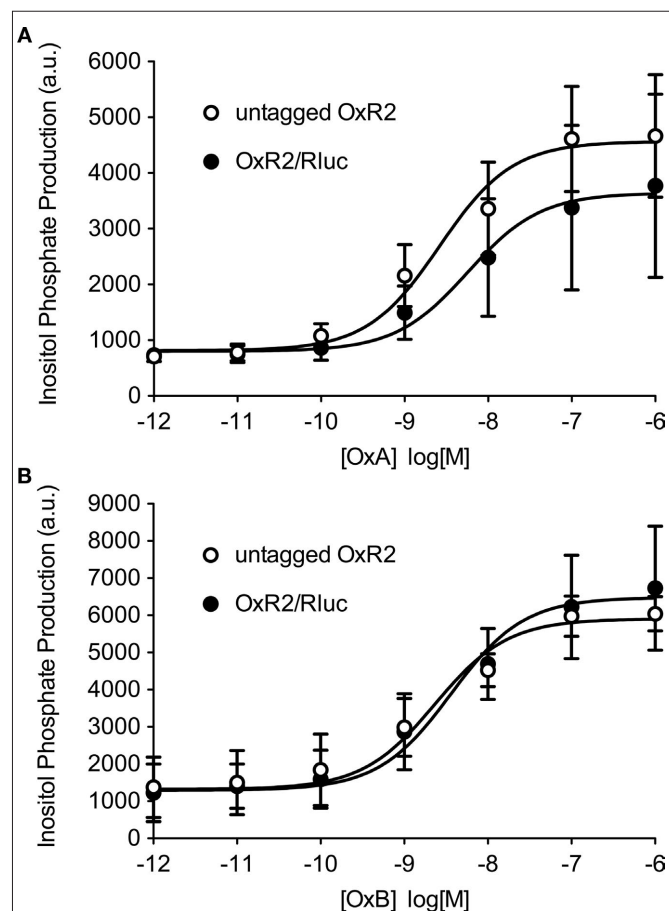 A
Inositol Phosphate Production (a.u.)
6000
5000
4000
3000
2000
1000
0
untagged OxR2
OxR2/Rluc
-12 -11 -10 -9 -8 -7 -6
[OxA] log[M]
B
Inositol Phosphate Production (a.u.)
9000
8000
7000
6000
5000
4000
3000
2000
1000
0
untagged OxR2
OxR2/Rluc
-12 -11 -10 -9 -8 -7 -6
[OxB] log[M]